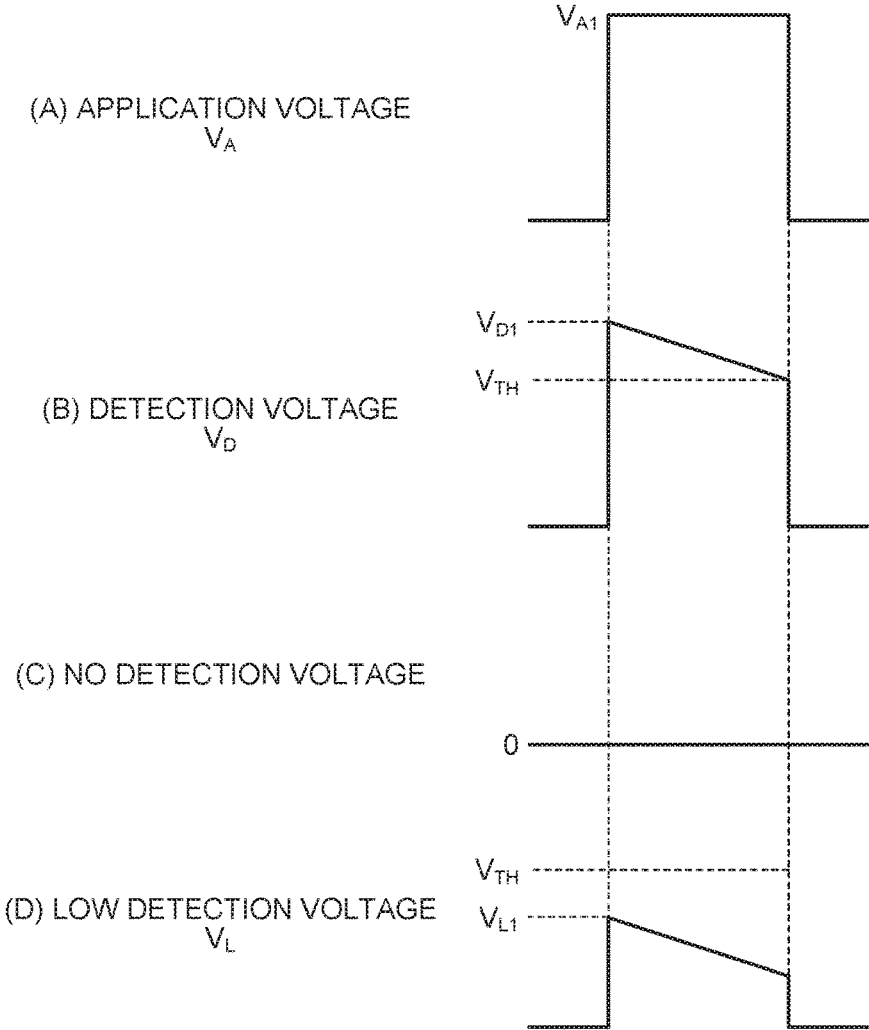 V_A1
(A) APPLICATION VOLTAGE
V_A
V_D1
V_TH
(B) DETECTION VOLTAGE
V_D
(C) NO DETECTION VOLTAGE
0
V_TH
(D) LOW DETECTION VOLTAGE
V_L1
V_L